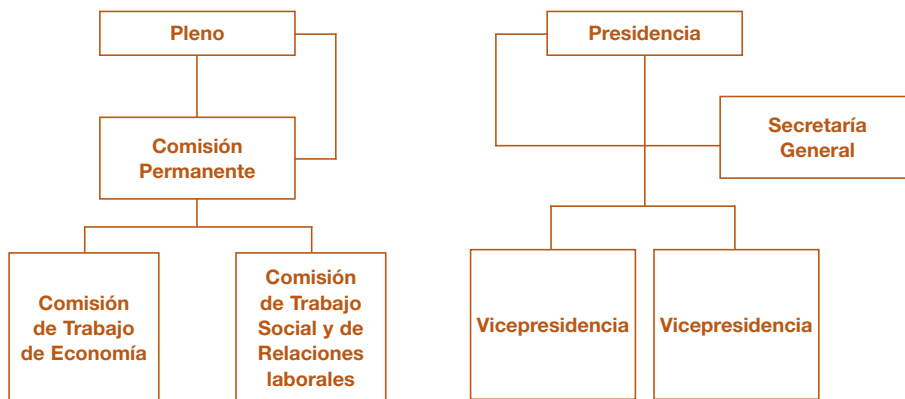 Pleno
Comisión
Permanente
Comisión
de Trabajo
de Economía
Comisión
de Trabajo
Social y de
Relaciones
laborales
Presidencia
Secretaría
General
Vicepresidencia
Vicepresidencia